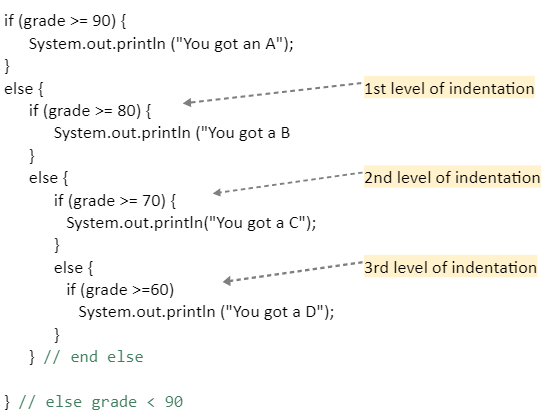 if (grade >= 90) {
System.out.println ("You got an A");
}
else {
if (grade >= 80) {
1st level of indentation
System.out.println ("You got a B
}
else {
2nd level of indentation
if (grade >= 70) {
System.out.println("You got a C");
}
else {
3rd level of indentation
if (grade >=60)
System.out.println ("You got a D");
}
} // end else
} // else grade < 90